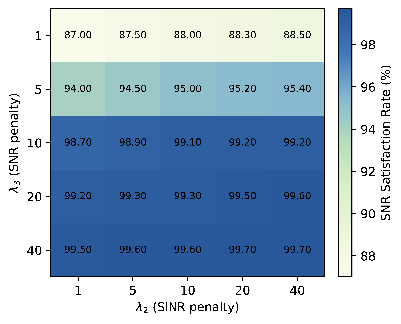 1 87.00 87.50 88.00 88.30 88.50
5 94.00 94.50 95.00 95.20 95.40
10 98.70 98.90 99.10 99.20 99.20
20 99.20 99.30 99.30 99.50 99.60
40 99.50 99.60 99.60 99.70 99.70
1 5 10 20 40
λ₂ (SINR penalty)
λ₃ (SNR penalty)
98
96
94
92
90
88
SNR Satisfaction Rate (%)